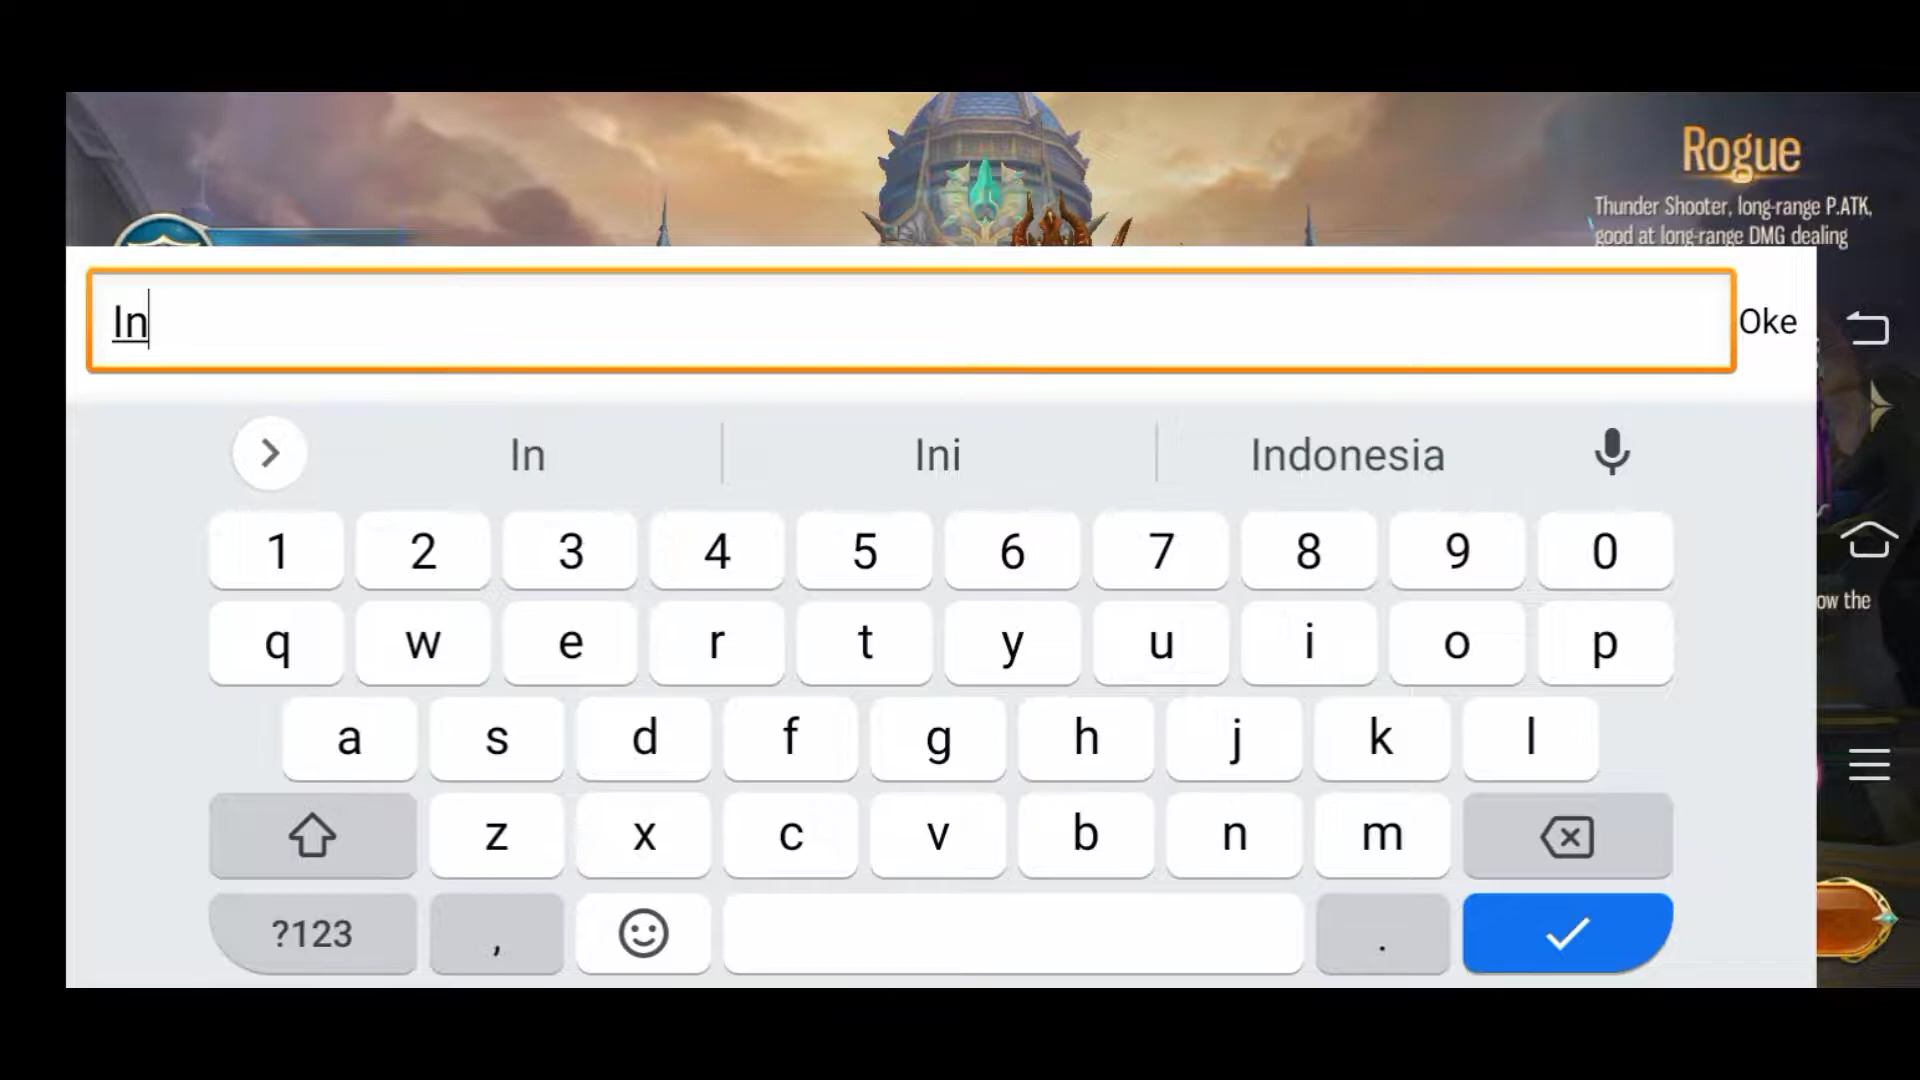 Rogue
Thunder Shooter, long-range P.ATK,
good at long-range DMG dealing
In
Oke
In Ini Indonesia
1 2 3 4 5 6 7 8 9 0
q w e r t y u i o p
ow the
a s d f g h j k l
z x c v b n m
?123 , .